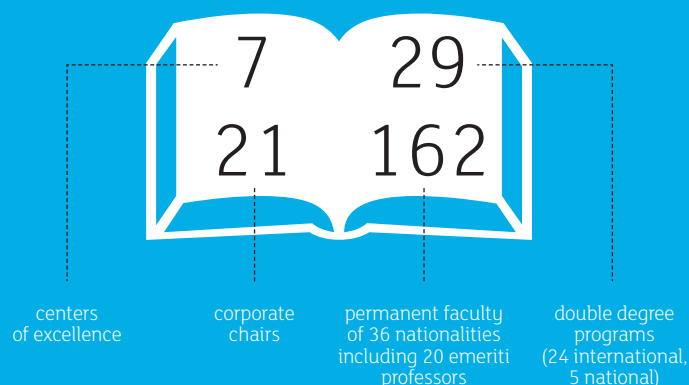 7
29
21
162
centers
of excellence
corporate
chairs
permanent faculty
of 36 nationalities
including 20 emeriti
professors
double degree
programs
(24 international,
5 national)